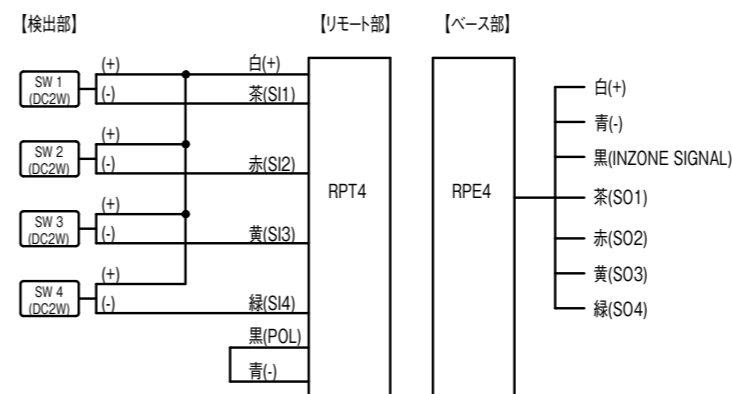 【検出部】
【リモート部】
【ベース部】
SW 1
(DC2W)
(+)
(-)
白(+)
茶(SI1)
SW 2
(DC2W)
(+)
(-)
赤(SI2)
SW 3
(DC2W)
(+)
(-)
黄(SI3)
SW 4
(DC2W)
(+)
(-)
緑(SI4)
黒(POL)
青(-)
RPT4
RPE4
白(+)
青(-)
黒(INZONE SIGNAL)
茶(SO1)
赤(SO2)
黄(SO3)
緑(SO4)